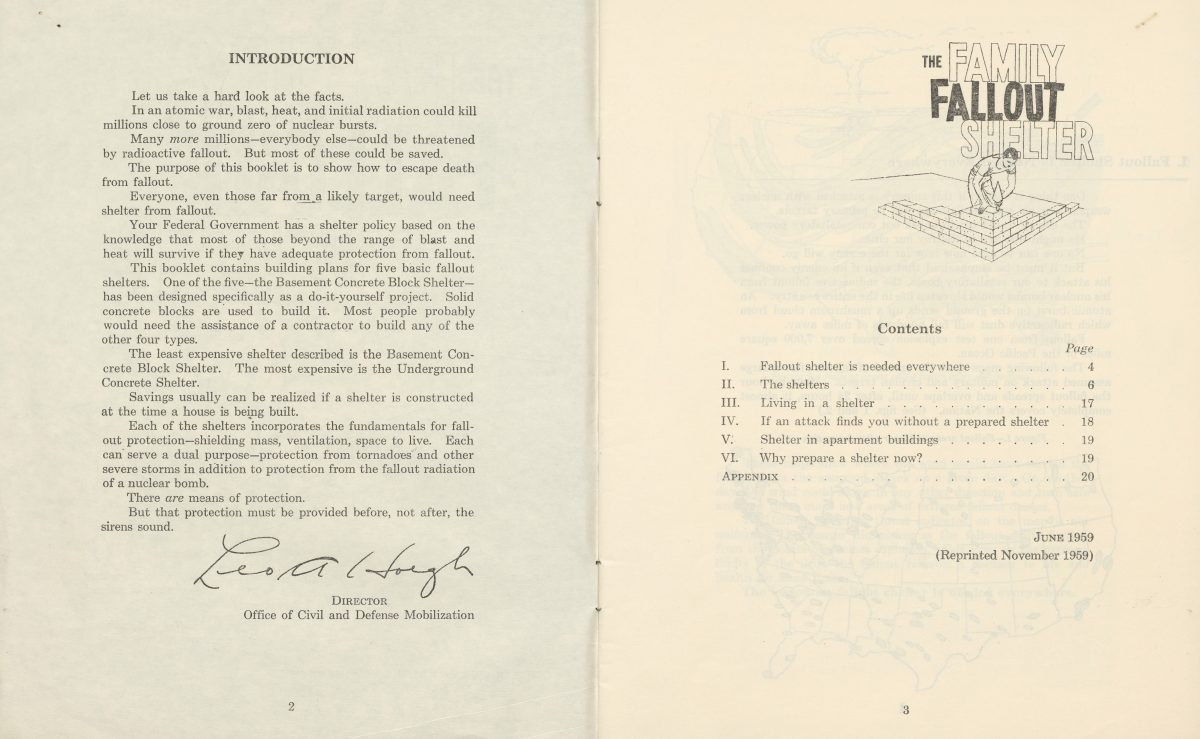 INTRODUCTION
Let us take a hard look at the facts.
In an atomic war, blast, heat, and initial radiation could kill
millions close to ground zero of nuclear bursts.
Many more millions—everybody else—could be threatened
by radioactive fallout. But most of these could be saved.
The purpose of this booklet is to show how to escape death
from fallout.
Everyone, even those far from a likely target, would need
shelter from fallout.
Your Federal Government has a shelter policy based on the
knowledge that most of those beyond the range of blast and
heat will survive if they have adequate protection from fallout.
This booklet contains building plans for five basic fallout
shelters. One of the five—the Basement Concrete Block Shelter—
has been designed specifically as a do-it-yourself project. Solid
concrete blocks are used to build it. Most people probably
would need the assistance of a contractor to build any of the
other four types.
The least expensive shelter described is the Basement Con-
crete Block Shelter. The most expensive is the Underground
Concrete Shelter.
Savings usually can be realized if a shelter is constructed
at the time a house is being built.
Each of the shelters incorporates the fundamentals for fall-
out protection—shielding mass, ventilation, space to live. Each
can serve a dual purpose—protection from tornadoes and other
severe storms in addition to protection from the fallout radiation
of a nuclear bomb.
There are means of protection.
But that protection must be provided before, not after, the
sirens sound.
Leo A Hoegh
DIRECTOR
Office of Civil and Defense Mobilization
2
THE FAMILY
FALLOUT
SHELTER
Contents
Page
I. Fallout shelter is needed everywhere . . . . . . . 4
II. The shelters . . . . . . . . . . . . . . 6
III. Living in a shelter . . . . . . . . . . . . 17
IV. If an attack finds you without a prepared shelter . 18
V. Shelter in apartment buildings . . . . . . . . 19
VI. Why prepare a shelter now? . . . . . . . . . 19
APPENDIX . . . . . . . . . . . . . . . . 20
JUNE 1959
(Reprinted November 1959)
3